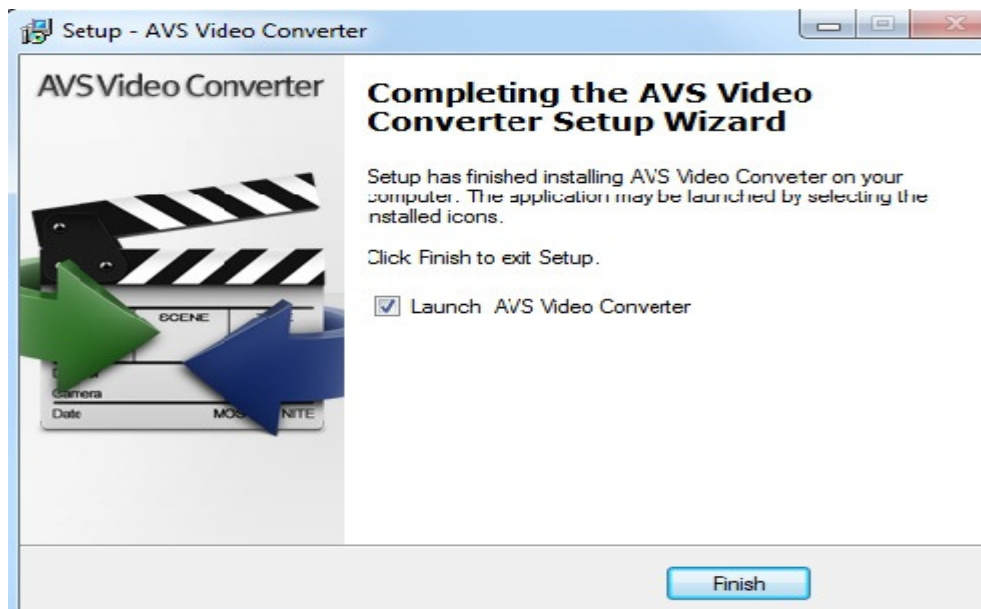 Setup - AVS Video Converter
AVS Video Converter
Completing the AVS Video
Converter Setup Wizard
Setup has finished installing AVS Video Converter on your
computer. The application may be launched by selecting the
installed icons.
Click Finish to exit Setup.
Launch AVS Video Converter
SCENE
Camera
Date
NITE
Finish